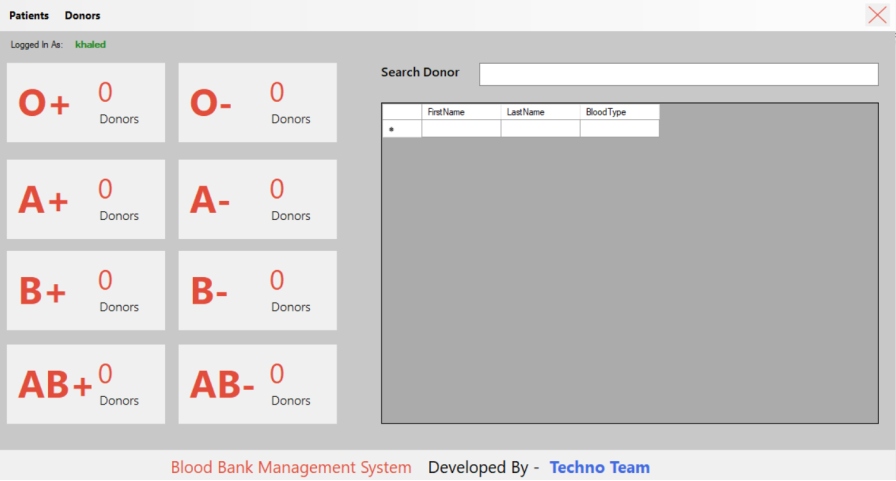 Patients Donors
Logged In As: khaled
O+ 0 Donors
O- 0 Donors
A+ 0 Donors
A- 0 Donors
B+ 0 Donors
B- 0 Donors
AB+ 0 Donors
AB- 0 Donors
Search Donor
FirstName LastName BloodType
*
Blood Bank Management System Developed By - Techno Team